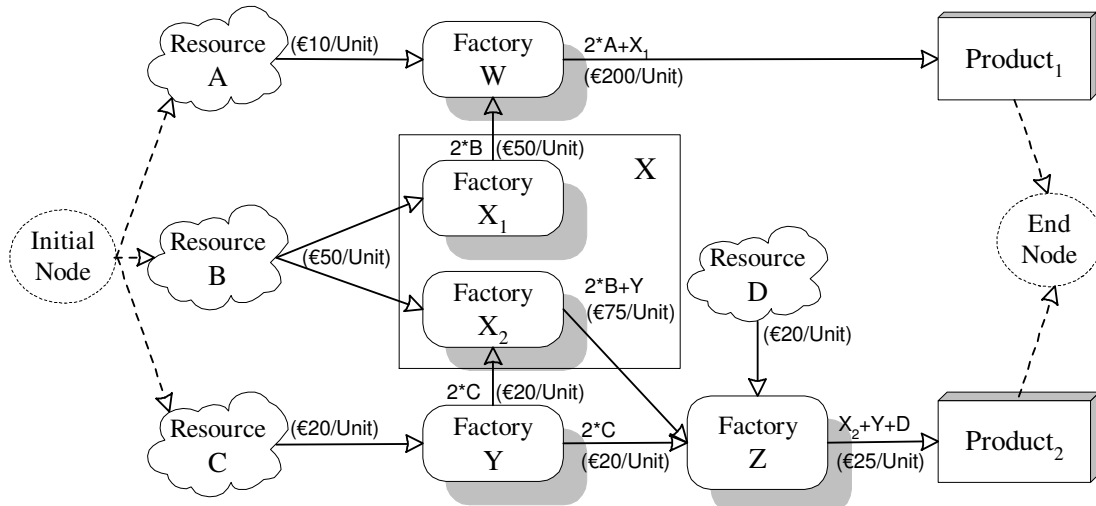 Resource
A
(€10/Unit)
Factory
W
2*A+X₁
(€200/Unit)
Product₁
2*B
(€50/Unit)
X
Factory
X₁
Initial
Node
Resource
B
(€50/Unit)
Resource
D
End
Node
Factory
X₂
2*B+Y
(€75/Unit)
(€20/Unit)
2*C
(€20/Unit)
Resource
C
(€20/Unit)
Factory
Y
2*C
(€20/Unit)
Factory
Z
X₂+Y+D
(€25/Unit)
Product₂